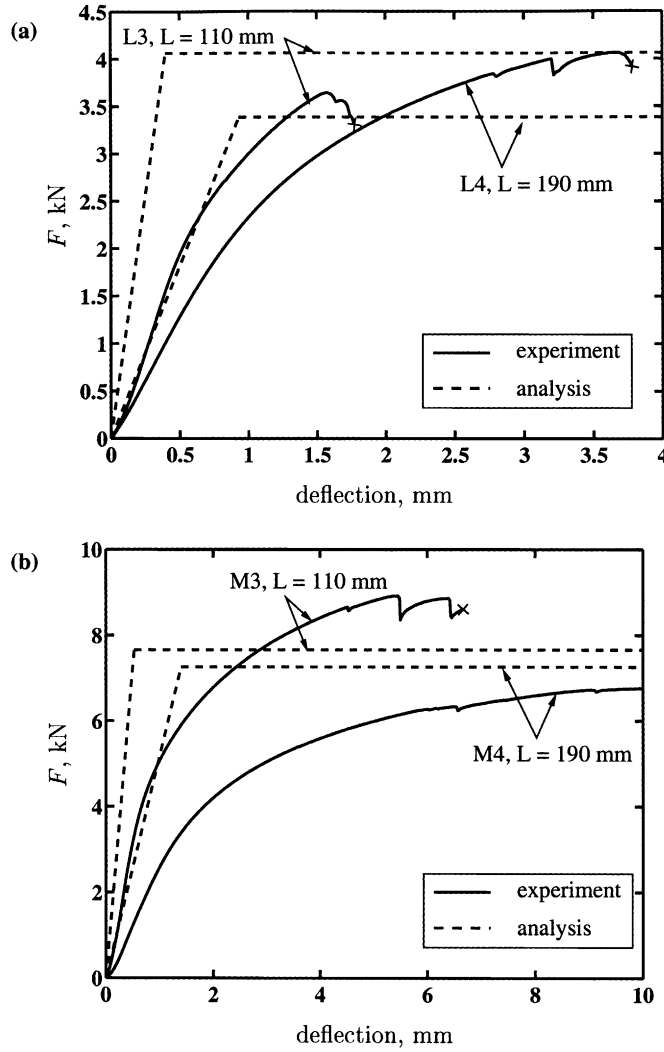 (a)
4.5
4
3.5
3
2.5
2
1.5
1
0.5
0
F, kN
L3, L = 110 mm
L4, L = 190 mm
experiment
analysis
0 0.5 1 1.5 2 2.5 3 3.5 4
deflection, mm
(b)
10
8
6
4
2
0
F, kN
M3, L = 110 mm
M4, L = 190 mm
experiment
analysis
0 2 4 6 8 10
deflection, mm